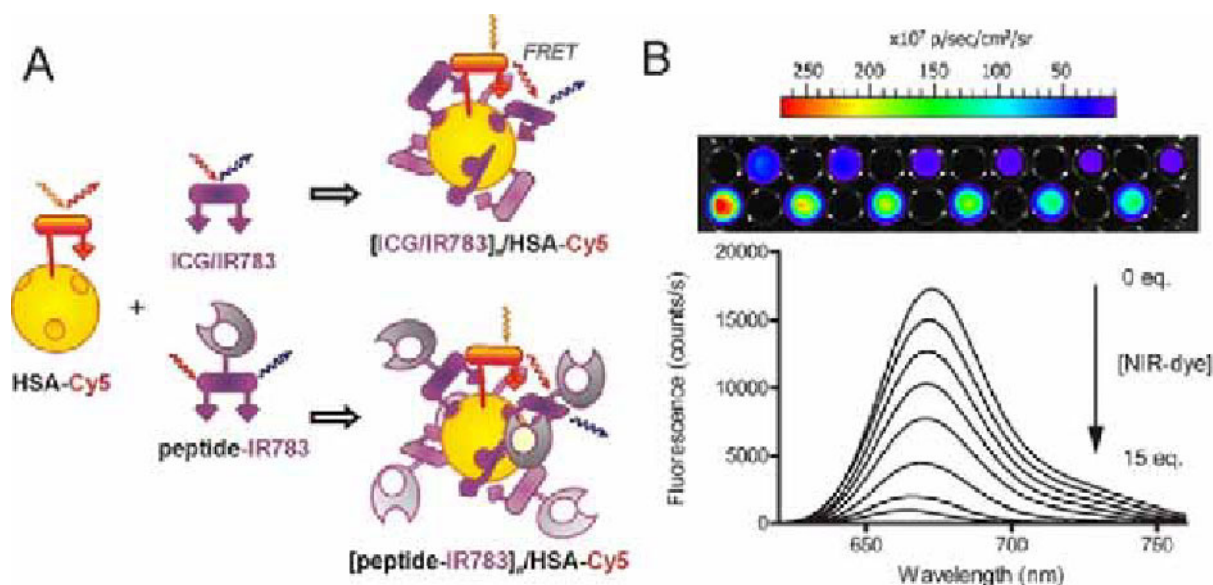 A
FRET
ICG/IR783
[ICG/IR783]n/HSA-Cy5
+
HSA-Cy5
peptide-IR783
[peptide-IR783]n/HSA-Cy5
B
x10⁷ p/sec/cm²/sr
250 200 150 100 50
20000
15000
10000
5000
0
Fluorescence (counts/s)
0 eq.
[NIR-dye]
15 eq.
650 700 750
Wavelength (nm)